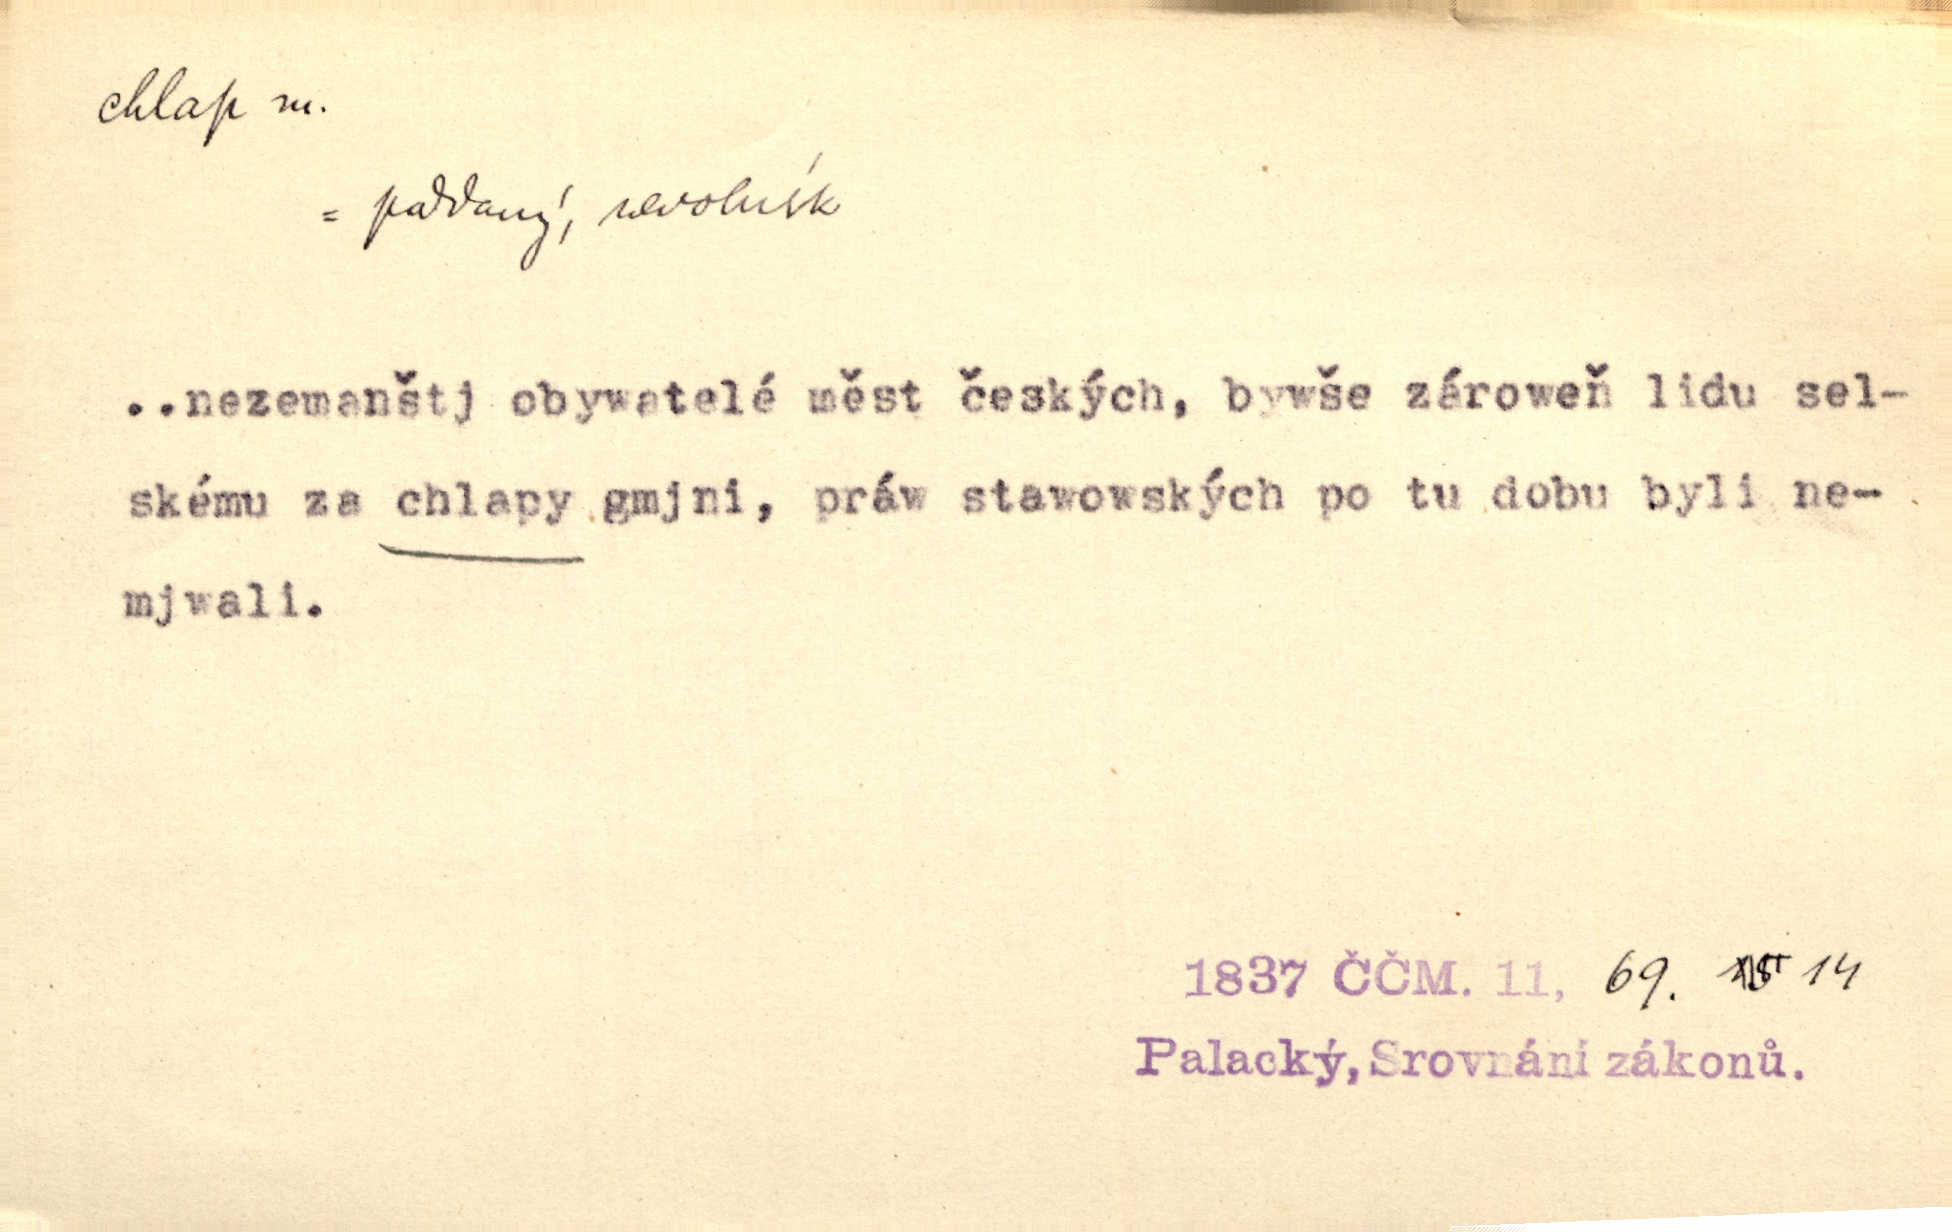 chlap m.
= poddaný, nevolník
..nezemanštj obywatelé měst českých, bywše zároweň lidu sel-
skému za chlapy gmjni, práw stawowských po tu dobu byli ne-
mjwali.
1837 ČČM. 11, 69. 14
Palacký, Srovnání zákonů.